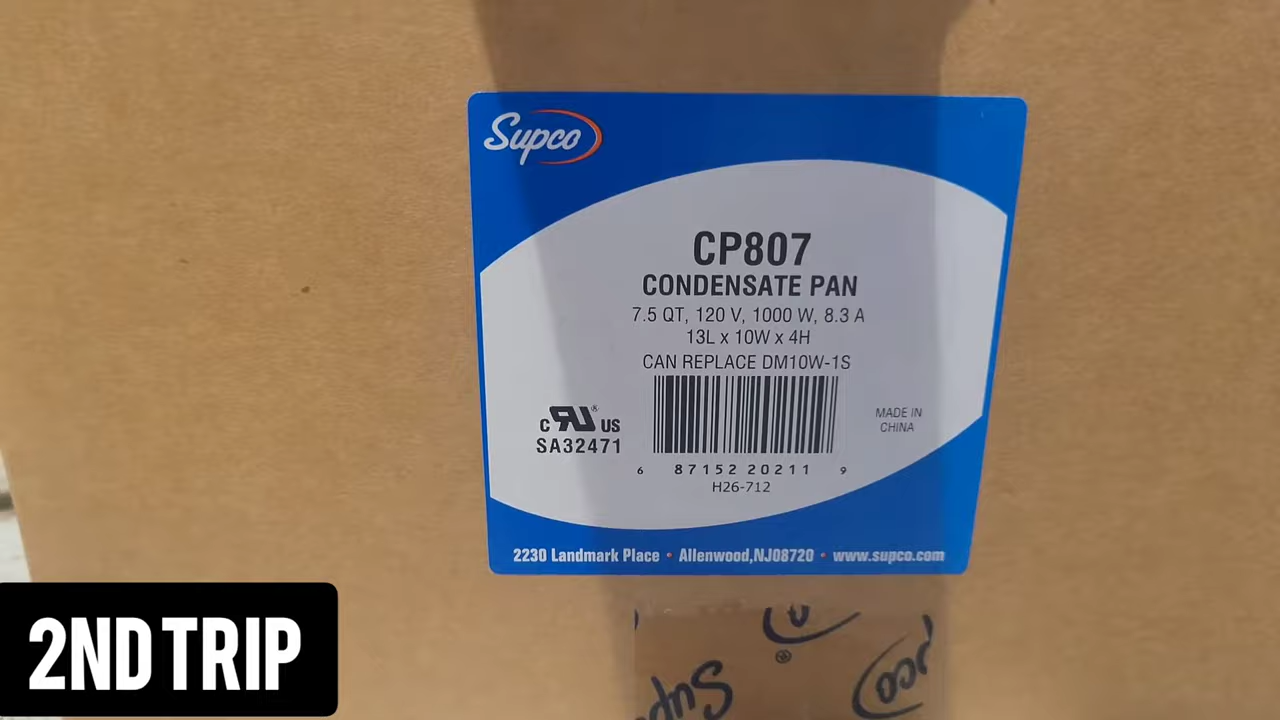 Supco
CP807
CONDENSATE PAN
7.5 QT, 120 V, 1000 W, 8.3 A
13L x 10W x 4H
CAN REPLACE DM10W-1S
c RU® US
SA32471
MADE IN
CHINA
6 87152 20211 9
H26-712
2230 Landmark Place • Allenwood,NJ08720 • www.supco.com
2ND TRIP